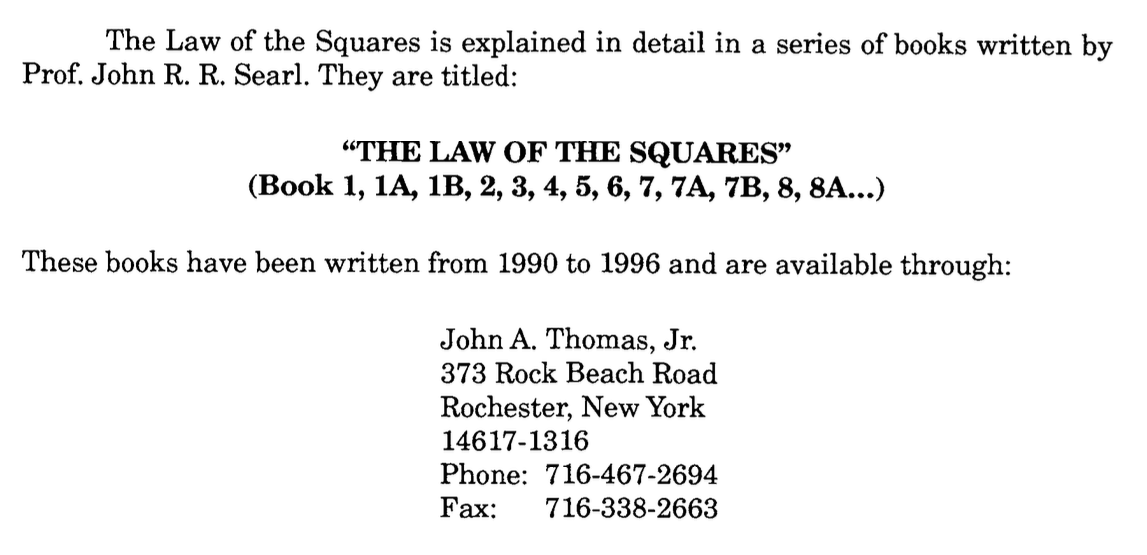 The Law of the Squares is explained in detail in a series of books written by
Prof. John R. R. Searl. They are titled:
“THE LAW OF THE SQUARES”
(Book 1, 1A, 1B, 2, 3, 4, 5, 6, 7, 7A, 7B, 8, 8A...)
These books have been written from 1990 to 1996 and are available through:
John A. Thomas, Jr.
373 Rock Beach Road
Rochester, New York
14617-1316
Phone: 716-467-2694
Fax: 716-338-2663